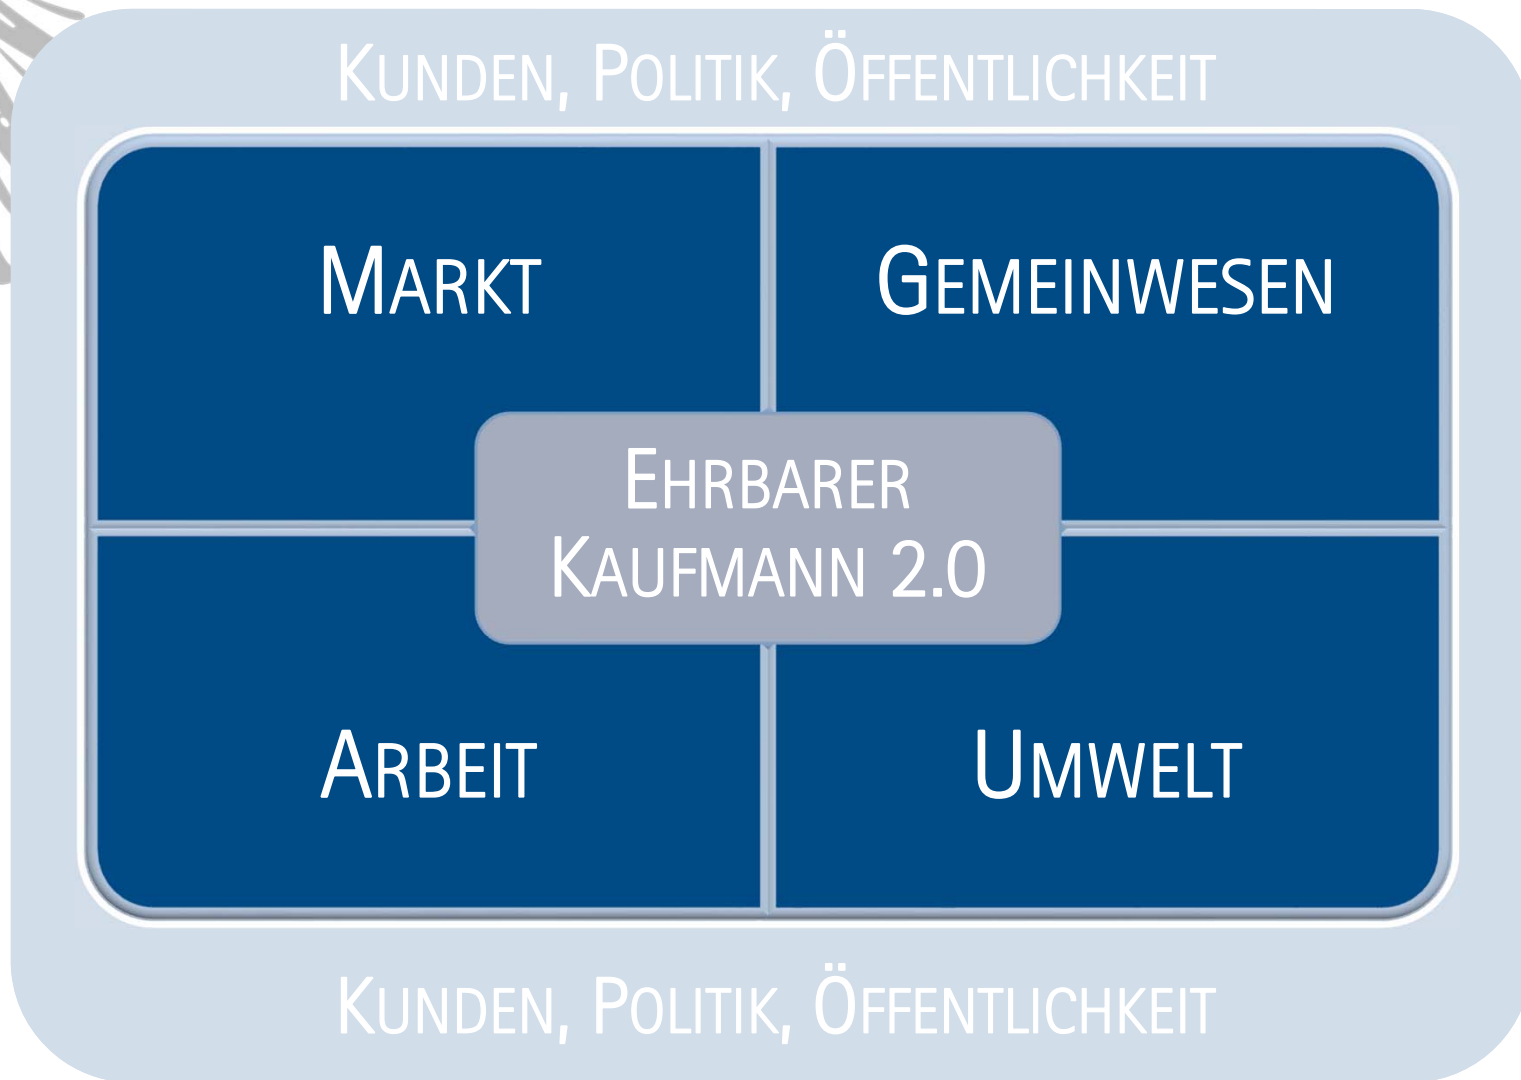 KUNDEN, POLITIK, ÖFFENTLICHKEIT
MARKT
GEMEINWESEN
EHRBARER
KAUFMANN 2.0
ARBEIT
UMWELT
KUNDEN, POLITIK, ÖFFENTLICHKEIT